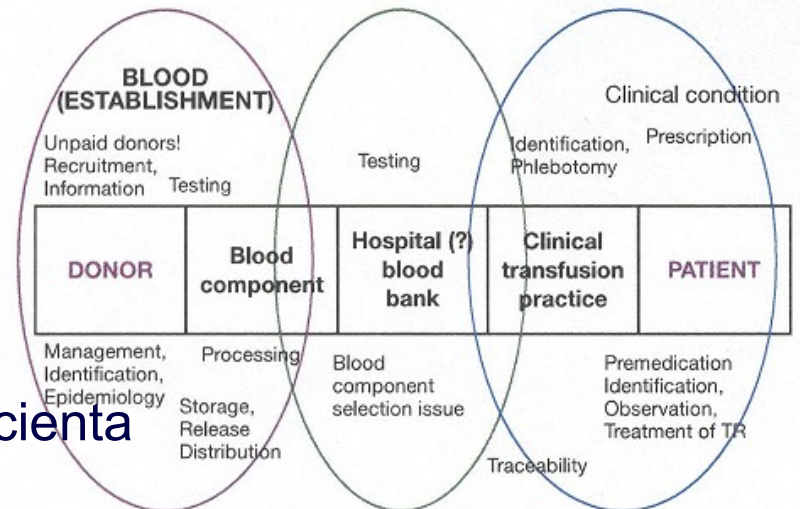 BLOOD
(ESTABLISHMENT)
Clinical condition
Unpaid donors!
Recruitment,
Information
Testing
Testing
Identification,
Phlebotomy
Prescription
DONOR
Blood
component
Hospital (?)
blood
bank
Clinical
transfusion
practice
PATIENT
Management,
Identification,
Epidemiology
Processing
Storage,
Release
Distribution
Blood
component
selection issue
Premedication
Identification,
Observation,
Treatment of TR
Traceability
cienta